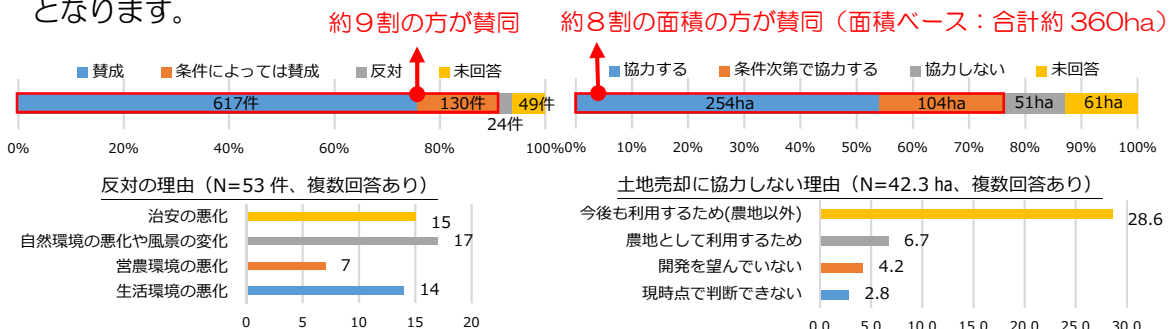 となります。
約９割の方が賛同
約８割の面積の方が賛同（面積ベース：合計約 360ha）
賛成 条件によっては賛成 反対 未回答
617件 130件 24件 49件
0% 20% 40% 60% 80% 100%
協力する 条件次第で協力する 協力しない 未回答
254ha 104ha 51ha 61ha
0% 10% 20% 30% 40% 50% 60% 70% 80% 90% 100%
反対の理由（N=53 件、複数回答あり）
治安の悪化 15
自然環境の悪化や風景の変化 17
営農環境の悪化 7
生活環境の悪化 14
0 5 10 15 20
土地売却に協力しない理由（N=42.3 ha、複数回答あり）
今後も利用するため(農地以外) 28.6
農地として利用するため 6.7
開発を望んでいない 4.2
現時点で判断できない 2.8
0.0 5.0 10.0 15.0 20.0 25.0 30.0